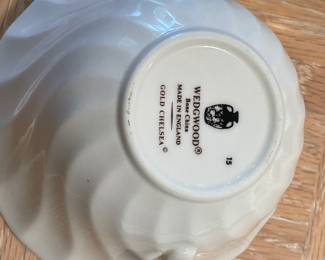 WEDGWOOD®
Bone China
MADE IN ENGLAND
GOLD CHELSEA ©
15